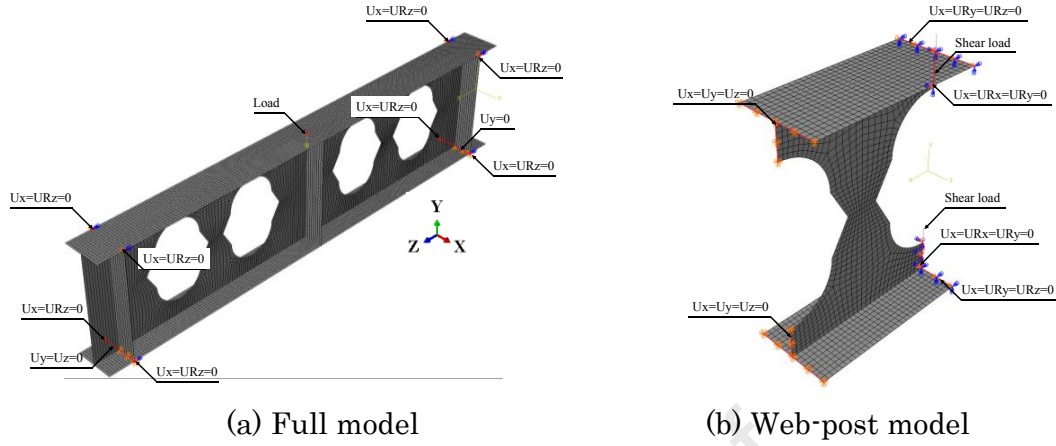 Ux=URz=0
Ux=URz=0
Load
Ux=URz=0
Uy=0
Ux=URz=0
Ux=URz=0
Ux=URz=0
Y
Z
X
Ux=URz=0
Uy=Uz=0
Ux=URz=0
(a) Full model
Ux=URy=URz=0
Shear load
Ux=Uy=Uz=0
Ux=URx=URy=0
Shear load
Ux=URx=URy=0
Ux=URy=URz=0
Ux=Uy=Uz=0
(b) Web-post model